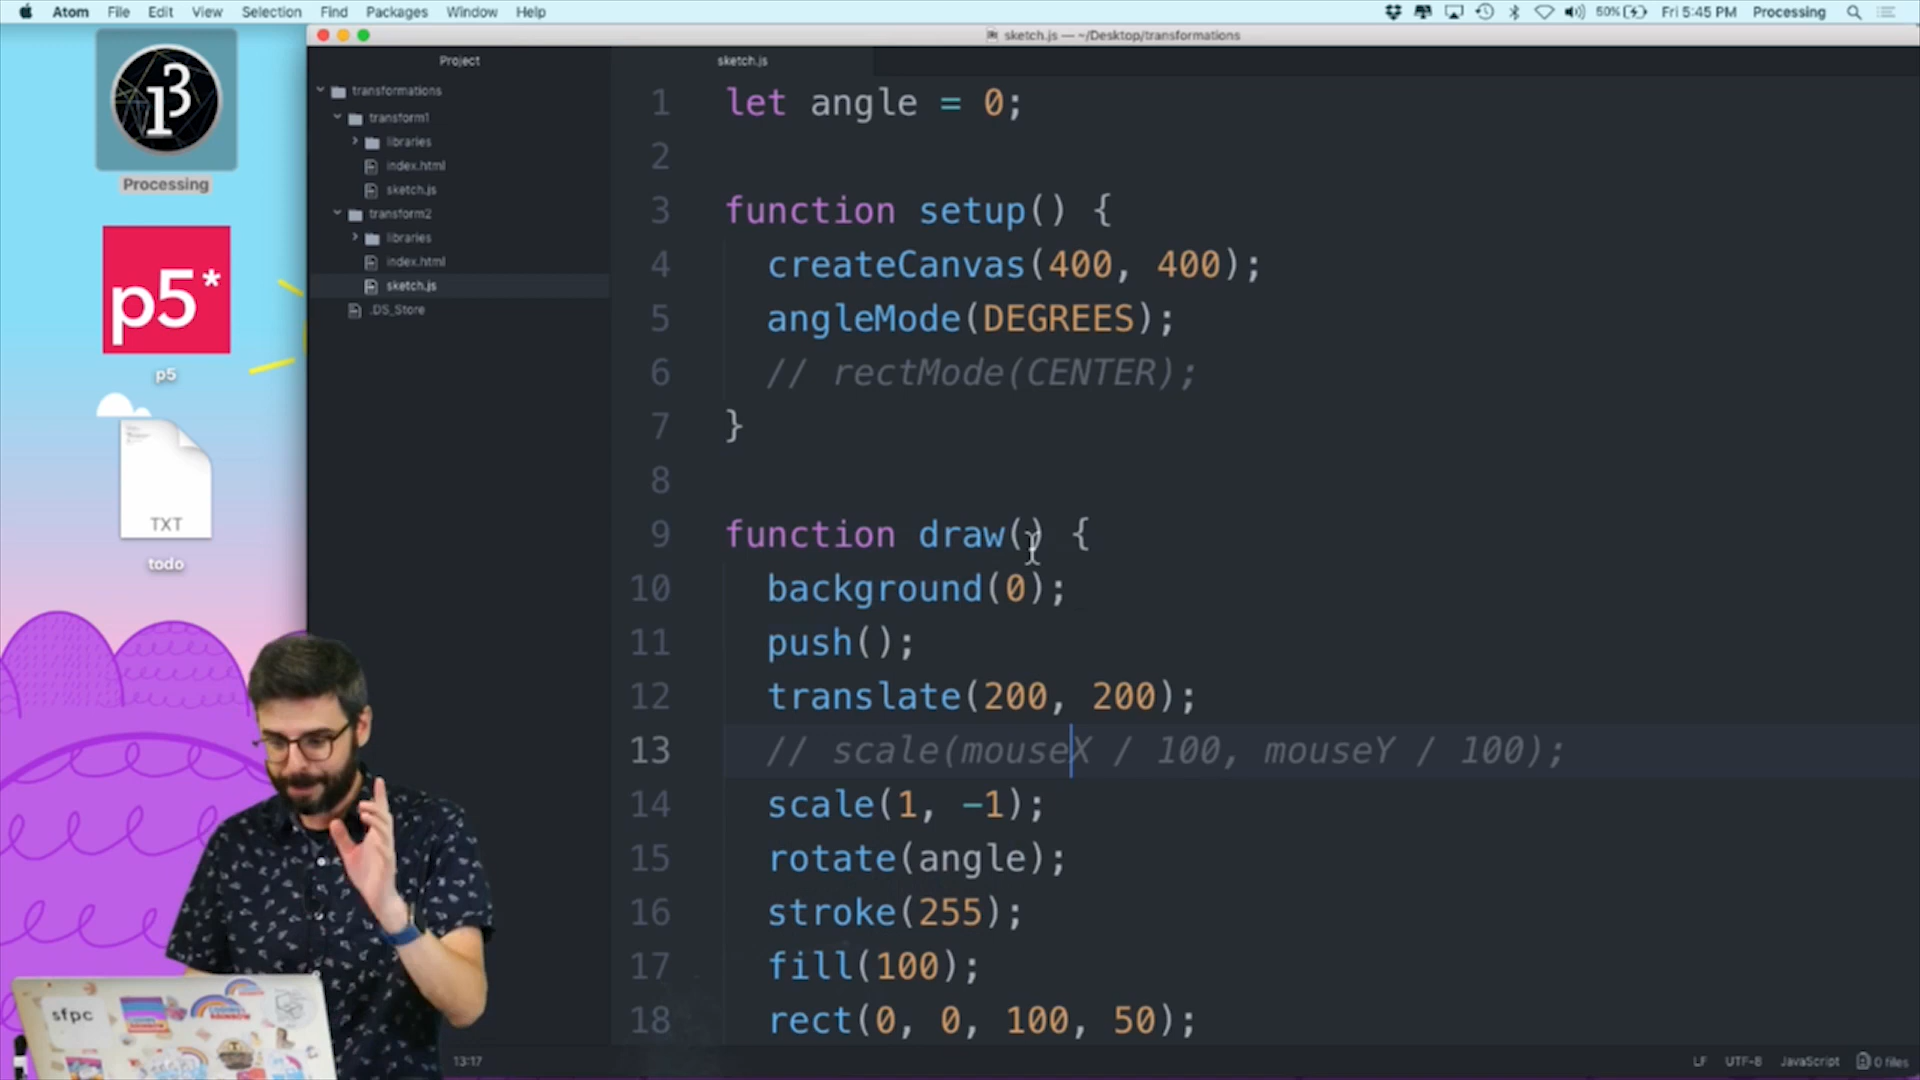 Atom File Edit View Selection Find Packages Window Help 50% Fri 5:45 PM Processing
sketch.js — ~/Desktop/transformations
Project
transformations
transform1
libraries
index.html
sketch.js
transform2
libraries
index.html
sketch.js
.DS_Store
Processing
p5*
p5
TXT
todo
sketch.js
1 let angle = 0;
2
3 function setup() {
4 createCanvas(400, 400);
5 angleMode(DEGREES);
6 // rectMode(CENTER);
7 }
8
9 function draw() {
10 background(0);
11 push();
12 translate(200, 200);
13 // scale(mouseX / 100, mouseY / 100);
14 scale(1, -1);
15 rotate(angle);
16 stroke(255);
17 fill(100);
18 rect(0, 0, 100, 50);
sfpc
13:17
LF UTF-8 JavaScript 0 files